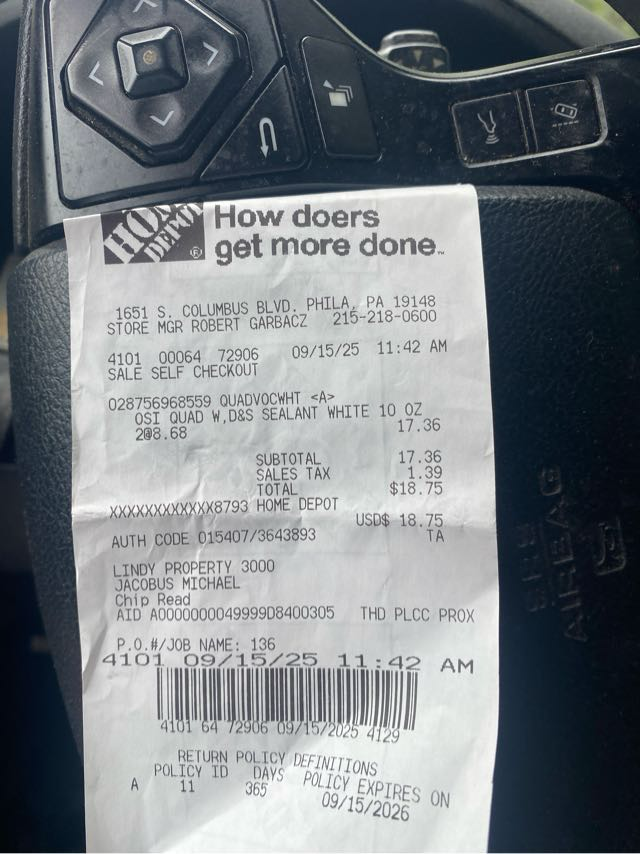 HOME DEPOT ®
How doers
get more done™
1651 S. COLUMBUS BLVD. PHILA, PA 19148
STORE MGR ROBERT GARBACZ 215-218-0600
4101 00064 72906 09/15/25 11:42 AM
SALE SELF CHECKOUT
028756968559 QUADVOCWHT <A>
OSI QUAD W,D&S SEALANT WHITE 10 OZ
2@8.68 17.36
SUBTOTAL 17.36
SALES TAX 1.39
TOTAL $18.75
XXXXXXXXXXXX8793 HOME DEPOT
USD$ 18.75
AUTH CODE 015407/3643893 TA
LINDY PROPERTY 3000
JACOBUS MICHAEL
Chip Read
AID A0000000049999D8400305 THD PLCC PROX
P.O.#/JOB NAME: 136
4101 09/15/25 11:42 AM
4101 64 72906 09/15/2025 4129
RETURN POLICY DEFINITIONS
POLICY ID DAYS POLICY EXPIRES ON
A 11 365 09/15/2026
SRS
AIRBAG